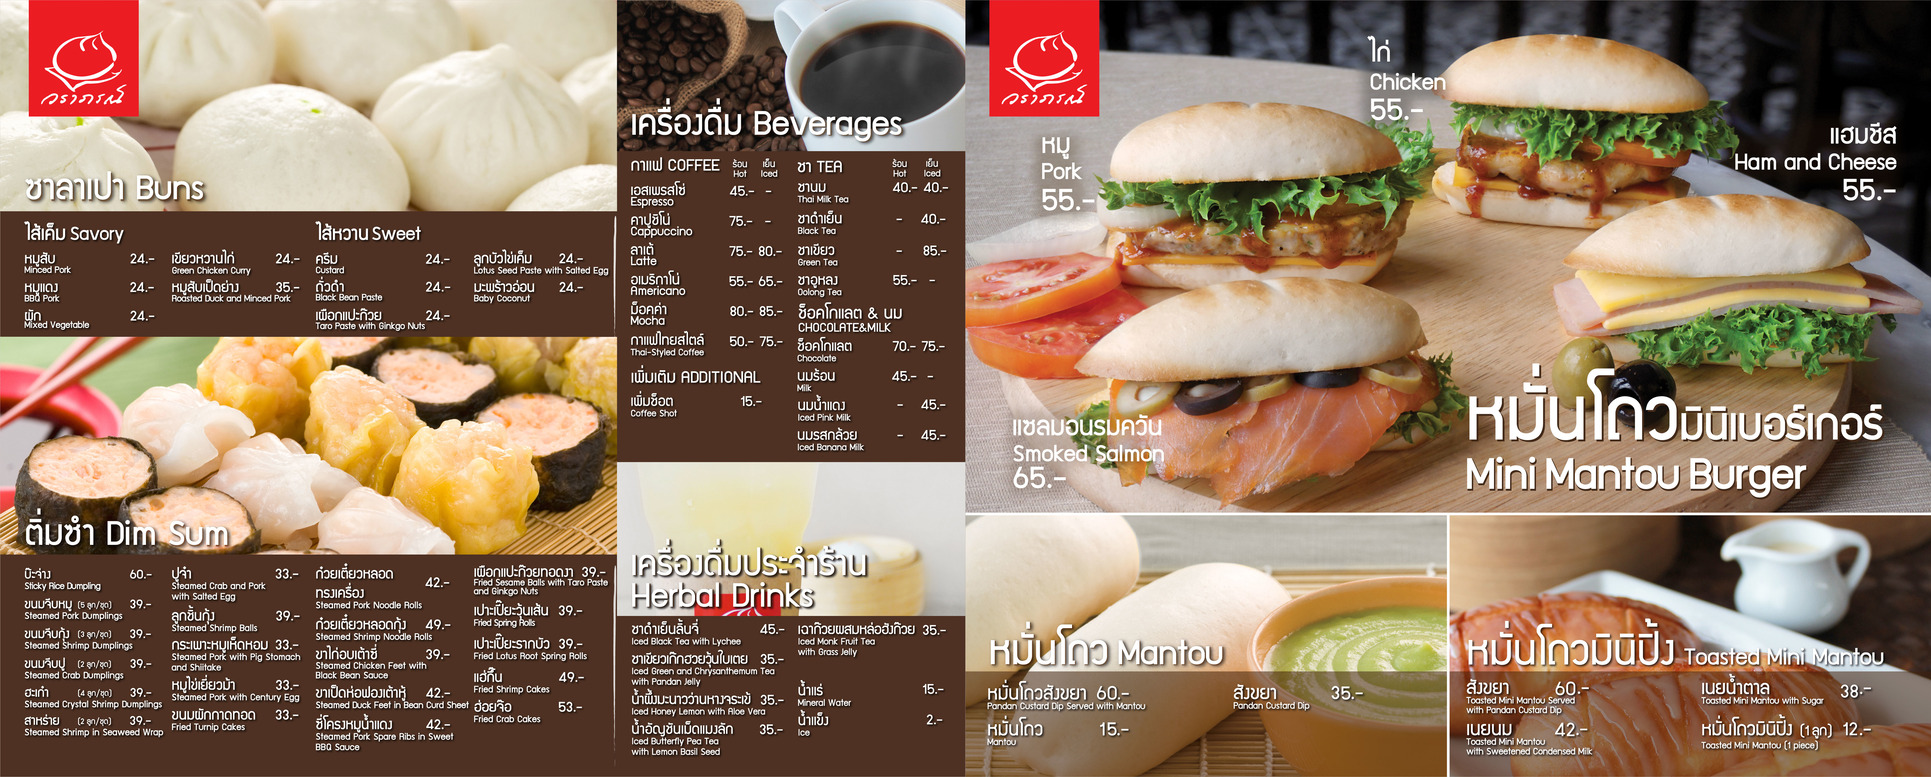 วราภรณ์
ซาลาเปา Buns
ไส้เค็ม Savory
หมูสับ 24.-
Minced Pork
หมูแดง 24.-
BBQ Pork
ผัก 24.-
Mixed Vegetable
เขียวหวานไก่ 24.-
Green Chicken Curry
หมูสับเป็ดย่าง 35.-
Roasted Duck and Minced Pork
ไส้หวาน Sweet
ครีม 24.-
Custard
ถั่วดำ 24.-
Black Bean Paste
เผือกแปะก๊วย 24.-
Taro Paste with Ginkgo Nuts
ลูกบัวไข่เค็ม 24.-
Lotus Seed Paste with Salted Egg
มะพร้าวอ่อน 24.-
Baby Coconut
ติ่มซำ Dim Sum
บ๊ะจ่าง 60.-
Sticky Rice Dumpling
ขนมจีบหมู (5 ลูก/ชุด) 39.-
Steamed Pork Dumplings
ขนมจีบกุ้ง (3 ลูก/ชุด) 39.-
Steamed Shrimp Dumplings
ขนมจีบปู (2 ลูก/ชุด) 39.-
Steamed Crab Dumplings
ฮะเก๋า (4 ลูก/ชุด) 39.-
Steamed Crystal Shrimp Dumplings
สาหร่าย (2 ลูก/ชุด) 39.-
Steamed Shrimp in Seaweed Wrap
ปูจ๋า 33.-
Steamed Crab and Pork
with Salted Egg
ลูกชิ้นกุ้ง 39.-
Steamed Shrimp Balls
กระเพาะหมูเห็ดหอม 33.-
Steamed Pork with Pig Stomach
and Shiitake
หมูไข่เยี่ยวม้า 33.-
Steamed Pork with Century Egg
ขนมผักกาดทอด 33.-
Fried Turnip Cakes
ก๋วยเตี๋ยวหลอด
ทรงเครื่อง 42.-
Steamed Pork Noodle Rolls
ก๋วยเตี๋ยวหลอดกุ้ง 49.-
Steamed Shrimp Noodle Rolls
ขาไก่อบเต้าซี่ 39.-
Steamed Chicken Feet with
Black Bean Sauce
ขาเป็ดห่อฟองเต้าหู้ 42.-
Steamed Duck Feet in Bean Curd Sheet
ซี่โครงหมูน้ำแดง 42.-
Steamed Pork Spare Ribs in Sweet
BBQ Sauce
เผือกแปะก๊วยทอดงา 39.-
Fried Sesame Balls with Taro Paste
and Ginkgo Nuts
เปาะเปี๊ยะวุ้นเส้น 39.-
Fried Spring Rolls
เปาะเปี๊ยะรากบัว 39.-
Fried Lotus Root Spring Rolls
แฮ่กึ๊น 49.-
Fried Shrimp Cakes
ฮ่อยจ๊อ 53.-
Fried Crab Cakes
เครื่องดื่ม Beverages
กาแฟ COFFEE ร้อน เย็น
Hot Iced
เอสเพรสโซ่ 45.- -
Espresso
คาปูชิโน่ 75.- -
Cappuccino
ลาเต้ 75.- 80.-
Latte
อเมริกาโน่ 55.- 65.-
Americano
ม็อคค่า 80.- 85.-
Mocha
กาแฟไทยสไตล์ 50.- 75.-
Thai-Styled Coffee
เพิ่มเติม ADDITIONAL
เพิ่มช็อต 15.-
Coffee Shot
ชา TEA ร้อน เย็น
Hot Iced
ชานม 40.- 40.-
Thai Milk Tea
ชาดำเย็น - 40.-
Black Tea
ชาเขียว - 85.-
Green Tea
ชาอูหลง 55.- -
Oolong Tea
ช็อคโกแลต & นม
CHOCOLATE&MILK
ช็อคโกแลต 70.- 75.-
Chocolate
นมร้อน 45.- -
Milk
นมน้ำแดง - 45.-
Iced Pink Milk
นมรสกล้วย - 45.-
Iced Banana Milk
เครื่องดื่มประจำร้าน
Herbal Drinks
ชาดำเย็นลิ้นจี่ 45.-
Iced Black Tea with Lychee
ชาเขียวเก๊กฮวยวุ้นใบเตย 35.-
Iced Green and Chrysanthemum Tea
with Pandan Jelly
น้ำผึ้งมะนาวว่านหางจระเข้ 35.-
Iced Honey Lemon with Aloe Vera
น้ำอัญชันเม็ดแมงลัก 35.-
Iced Butterfly Pea Tea
with Lemon Basil Seed
เฉาก๊วยผสมหล่อฮังก๊วย 35.-
Iced Monk Fruit Tea
with Grass Jelly
น้ำแร่ 15.-
Mineral Water
น้ำแข็ง 2.-
Ice
วราภรณ์
ไก่
Chicken
55.-
หมู
Pork
55.-
แฮมชีส
Ham and Cheese
55.-
แซลมอนรมควัน
Smoked Salmon
65.-
หมั่นโถวมินิเบอร์เกอร์
Mini Mantou Burger
หมั่นโถว Mantou
หมั่นโถวสังขยา 60.-
Pandan Custard Dip Served with Mantou
หมั่นโถว 15.-
Mantou
สังขยา 35.-
Pandan Custard Dip
หมั่นโถวมินิปิ้ง Toasted Mini Mantou
สังขยา 60.-
Toasted Mini Mantou Served
with Pandan Custard Dip
เนยนม 42.-
Toasted Mini Mantou
with Sweetened Condensed Milk
เนยน้ำตาล 38.-
Toasted Mini Mantou with Sugar
หมั่นโถวมินิปิ้ง (1 ลูก) 12.-
Toasted Mini Mantou (1 piece)